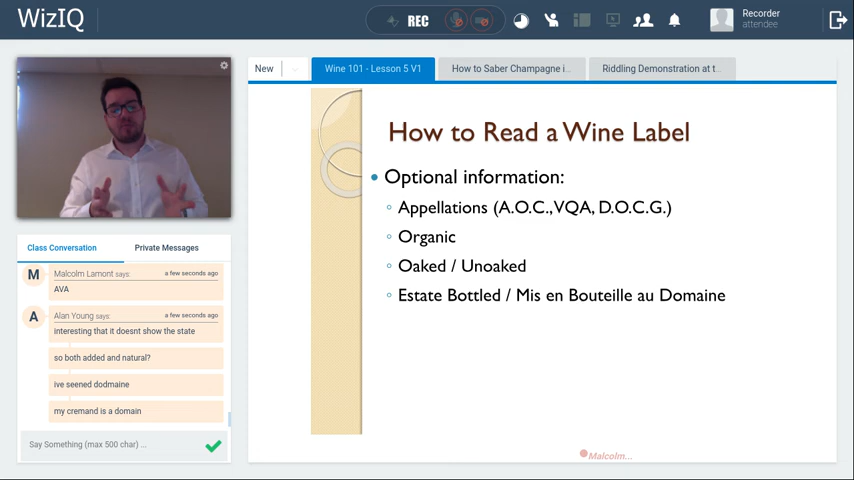 WizIQ
REC
Recorder
attendee
New
Wine 101 - Lesson 5 V1
How to Saber Champagne i...
Riddling Demonstration at t...
How to Read a Wine Label
Optional information:
Appellations (A.O.C.,VQA, D.O.C.G.)
Organic
Oaked / Unoaked
Estate Bottled / Mis en Bouteille au Domaine
Malcolm...
Class Conversation
Private Messages
M
Malcolm Lamont says:
a few seconds ago
AVA
A
Alan Young says:
a few seconds ago
interesting that it doesnt show the state
so both added and natural?
ive seened dodmaine
my cremand is a domain
Say Something (max 500 char) ...